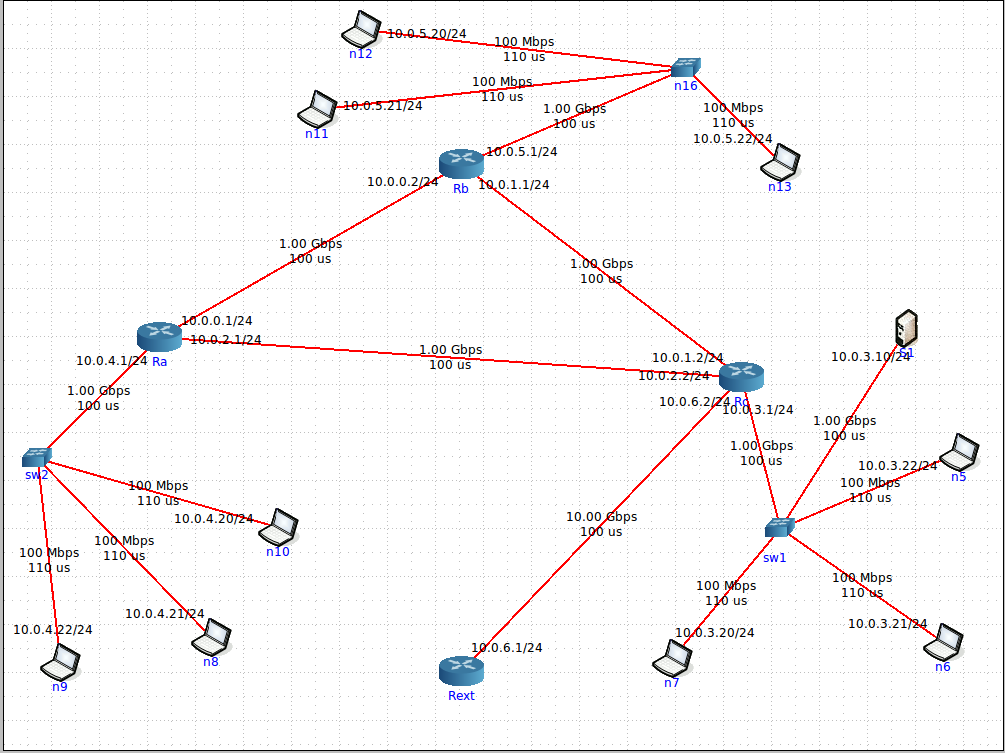 10.0.5.20/24
100 Mbps
110 us
n12
n16
100 Mbps
110 us
10.0.5.21/24
n11
1.00 Gbps
100 us
100 Mbps
110 us
10.0.5.22/24
n13
10.0.5.1/24
10.0.0.2/24
Rb
10.0.1.1/24
1.00 Gbps
100 us
1.00 Gbps
100 us
10.0.0.1/24
10.0.2.1/24
Ra
10.0.4.1/24
1.00 Gbps
100 us
10.0.1.2/24
10.0.2.2/24
10.0.3.10/24
S1
1.00 Gbps
100 us
10.0.6.2/24
Rc
10.0.3.1/24
1.00 Gbps
100 us
1.00 Gbps
100 us
sw2
10.0.3.22/24
n5
100 Mbps
110 us
100 Mbps
110 us
10.0.4.20/24
n10
10.00 Gbps
100 us
100 Mbps
110 us
100 Mbps
110 us
sw1
100 Mbps
110 us
100 Mbps
110 us
10.0.4.21/24
n8
10.0.4.22/24
n9
10.0.3.21/24
n6
10.0.3.20/24
n7
10.0.6.1/24
Rext